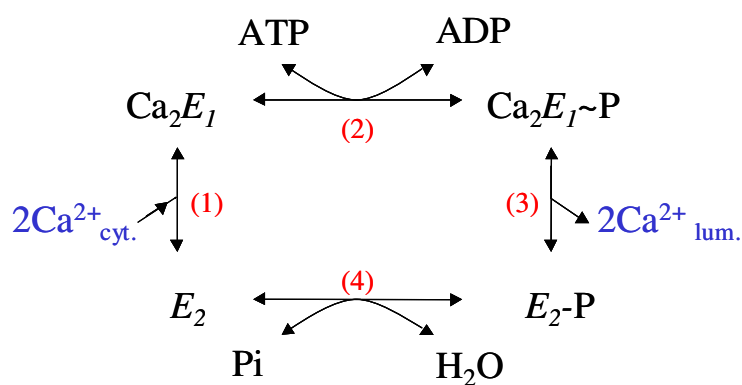 ATP ADP
Ca₂E₁ Ca₂E₁~P
(2)
2Ca²⁺cyt. (1) (3) 2Ca²⁺ lum.
(4)
E₂ E₂-P
Pi H₂O